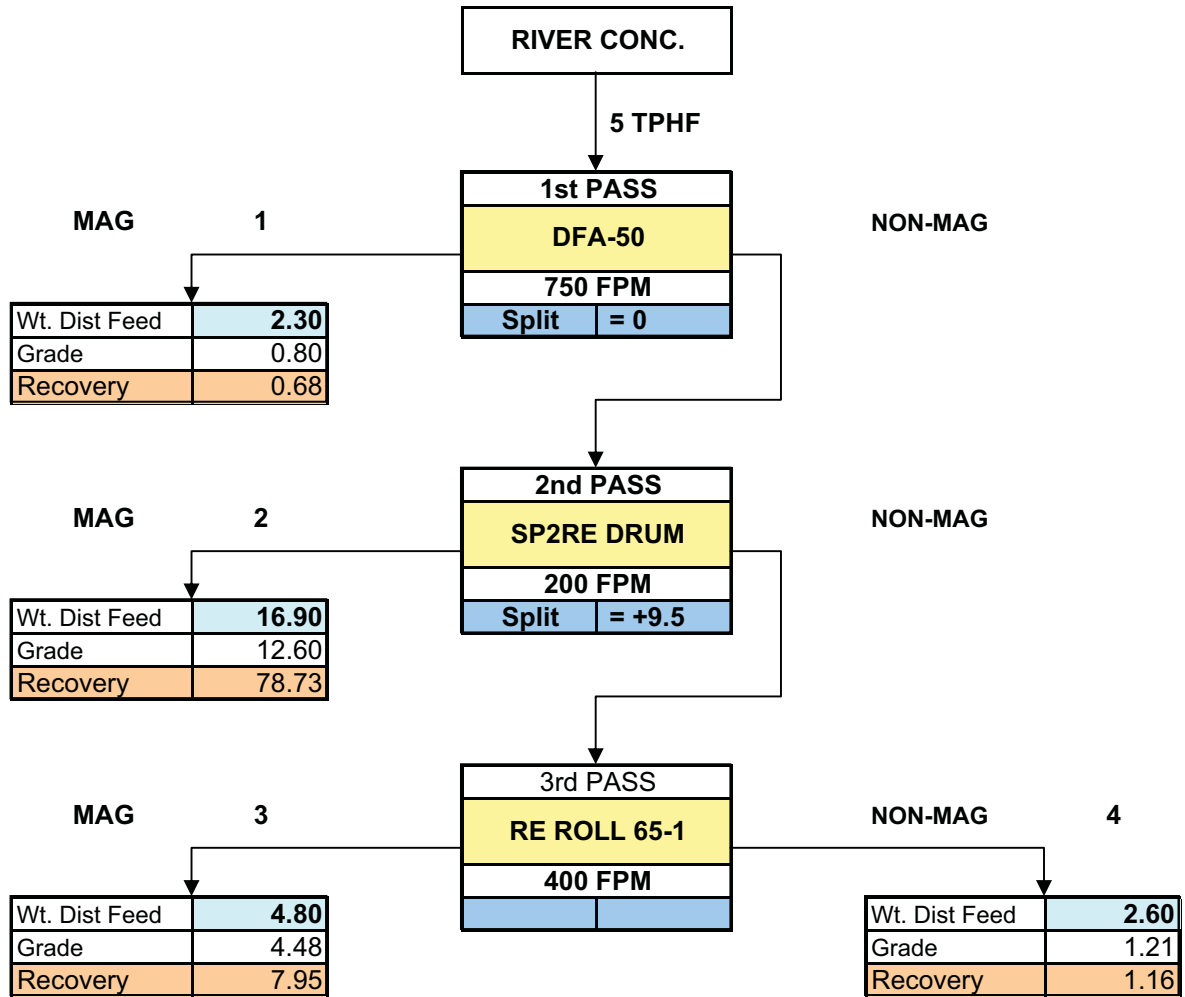 RIVER CONC.
5 TPHF
1st PASS
MAG 1 DFA-50 NON-MAG
750 FPM
Split = 0
Wt. Dist Feed 2.30
Grade 0.80
Recovery 0.68
2nd PASS
MAG 2 SP2RE DRUM NON-MAG
200 FPM
Split = +9.5
Wt. Dist Feed 16.90
Grade 12.60
Recovery 78.73
3rd PASS
MAG 3 RE ROLL 65-1 NON-MAG 4
400 FPM
Wt. Dist Feed 4.80
Grade 4.48
Recovery 7.95
Wt. Dist Feed 2.60
Grade 1.21
Recovery 1.16